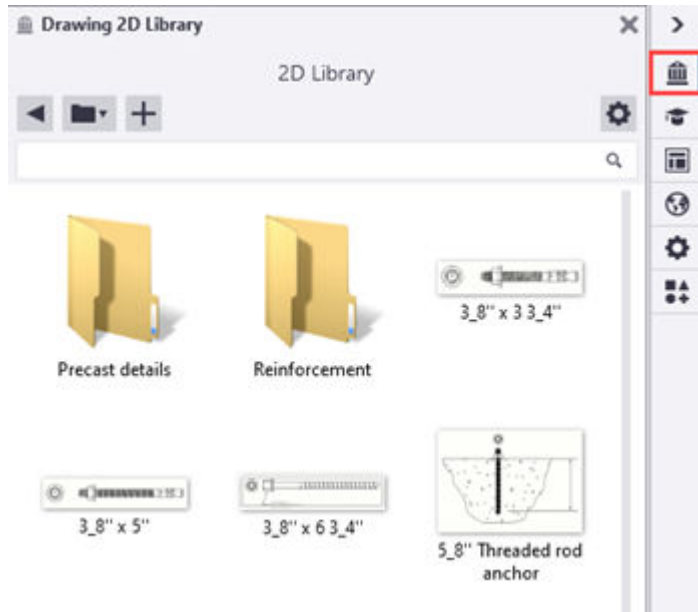 Drawing 2D Library
2D Library
Precast details
Reinforcement
3_8" x 3 3_4"
3_8" x 5"
3_8" x 6 3_4"
5_8" Threaded rod
anchor